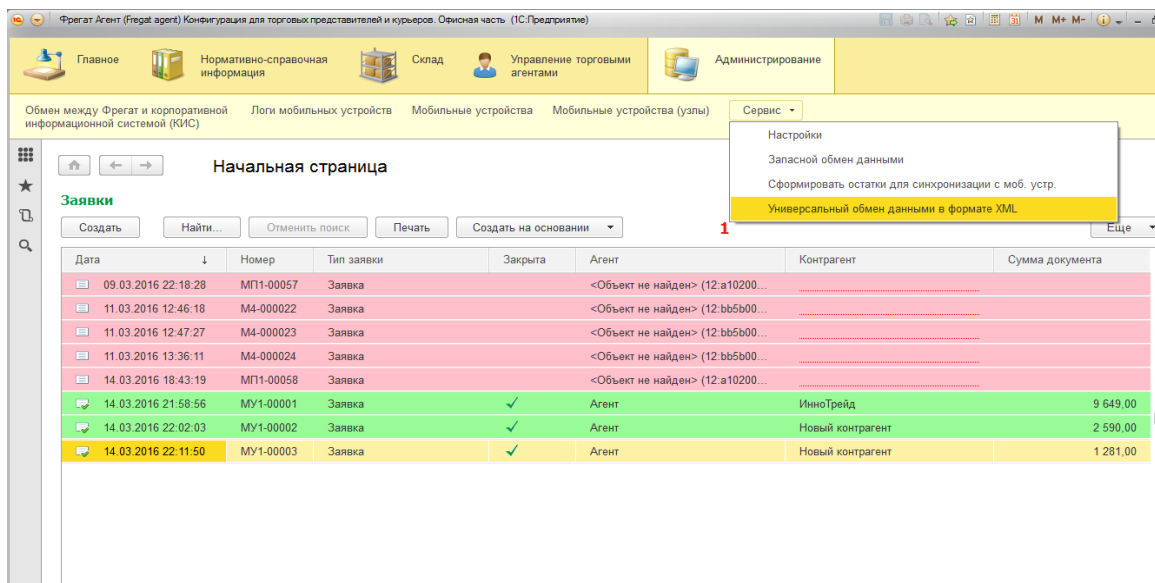 Фрегат Агент (Fregat agent) Конфигурация для торговых представителей и курьеров. Офисная часть (1С:Предприятие)
M M+ M-
Главное
Нормативно-справочная
информация
Склад
Управление торговыми
агентами
Администрирование
Обмен между Фрегат и корпоративной
информационной системой (КИС)
Логи мобильных устройств
Мобильные устройства
Мобильные устройства (узлы)
Сервис
Настройки
Запасной обмен данными
Сформировать остатки для синхронизации с моб. устр.
Универсальный обмен данными в формате XML
Начальная страница
Заявки
Создать Найти... Отменить поиск Печать Создать на основании 1 Еще
Дата ↓ Номер Тип заявки Закрыта Агент Контрагент Сумма документа
09.03.2016 22:18:28 МП1-00057 Заявка <Объект не найден> (12:a10200...
11.03.2016 12:46:18 М4-000022 Заявка <Объект не найден> (12:bb5b00...
11.03.2016 12:47:27 М4-000023 Заявка <Объект не найден> (12:bb5b00...
11.03.2016 13:36:11 М4-000024 Заявка <Объект не найден> (12:bb5b00...
14.03.2016 18:43:19 МП1-00058 Заявка <Объект не найден> (12:a10200...
14.03.2016 21:58:56 МУ1-00001 Заявка ✓ Агент ИнноТрейд 9 649,00
14.03.2016 22:02:03 МУ1-00002 Заявка ✓ Агент Новый контрагент 2 590,00
14.03.2016 22:11:50 МУ1-00003 Заявка ✓ Агент Новый контрагент 1 281,00